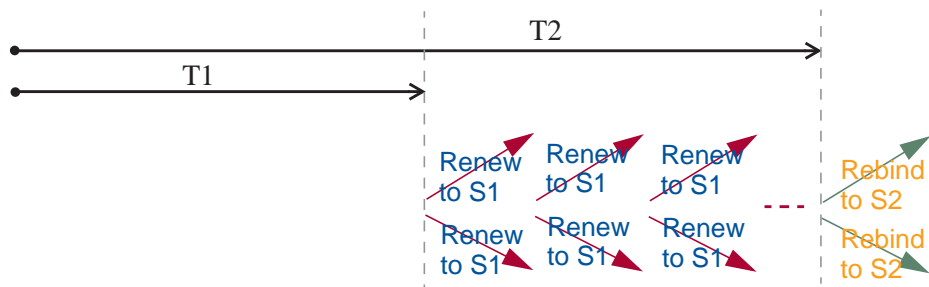 T2
T1
Renew
to S1
Renew
to S1
Renew
to S1
Rebind
to S2
Renew
to S1
Renew
to S1
Renew
to S1
Rebind
to S2